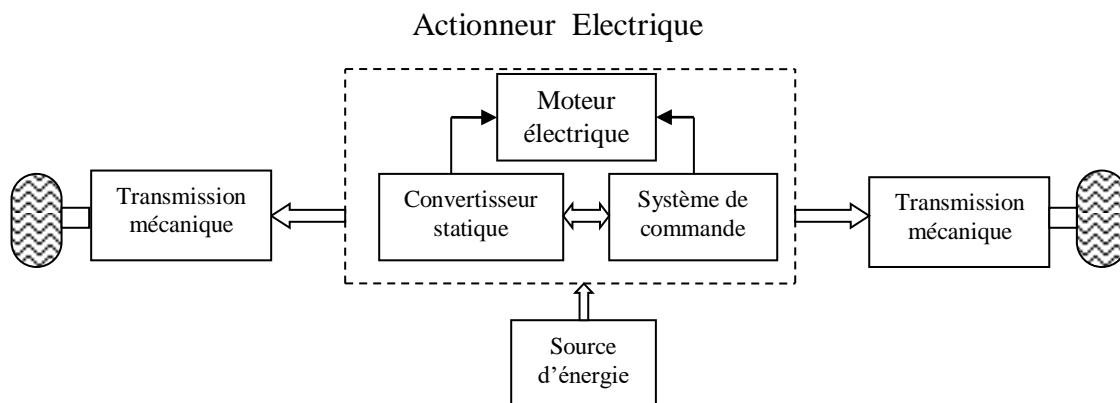 Actionneur Electrique
Moteur
électrique
Transmission
mécanique
Convertisseur
statique
Système de
commande
Transmission
mécanique
Source
d’énergie